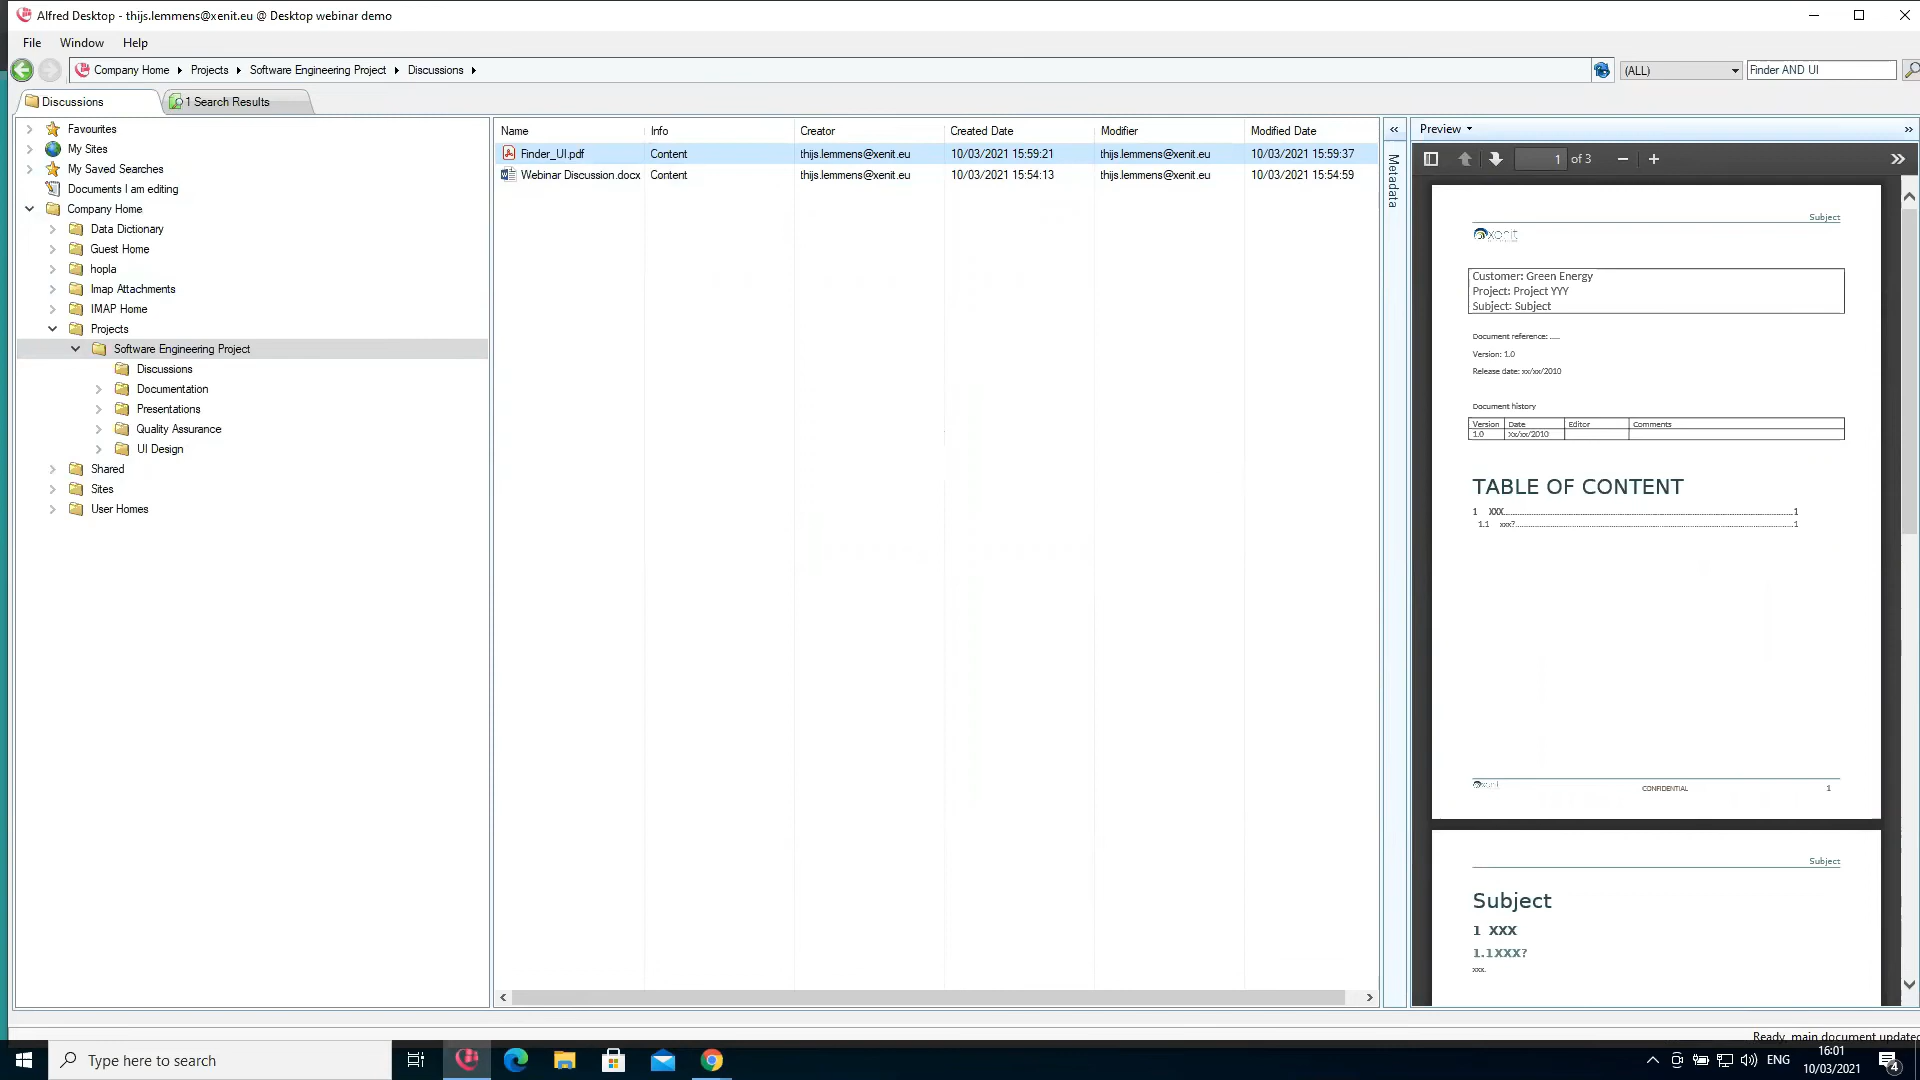 Alfred Desktop - thijs.lemmens@xenit.eu @ Desktop webinar demo
File Window Help
Company Home Projects Software Engineering Project Discussions (ALL) Finder AND UI
Discussions 1 Search Results
Favourites
My Sites
My Saved Searches
Documents I am editing
Company Home
Data Dictionary
Guest Home
hopla
Imap Attachments
IMAP Home
Projects
Software Engineering Project
Discussions
Documentation
Presentations
Quality Assurance
UI Design
Shared
Sites
User Homes
Name Info Creator Created Date Modifier Modified Date
Finder_UI.pdf Content thijs.lemmens@xenit.eu 10/03/2021 15:59:21 thijs.lemmens@xenit.eu 10/03/2021 15:59:37
Webinar Discussion.docx Content thijs.lemmens@xenit.eu 10/03/2021 15:54:13 thijs.lemmens@xenit.eu 10/03/2021 15:54:59
Metadata
Preview
1 of 3
Subject
xenit
Customer: Green Energy
Project: Project YYY
Subject: Subject
Document reference: .....
Version: 1.0
Release date: xx/xx/2010
Document history
Version Date Editor Comments
1.0 Xx/xx/2010
TABLE OF CONTENT
1 XXX........1
1.1 xxx?........1
xenit CONFIDENTIAL 1
Subject
Subject
1 XXX
1.1XXX?
xxx.
Ready, main document updated
Type here to search
ENG
16:01
10/03/2021
4